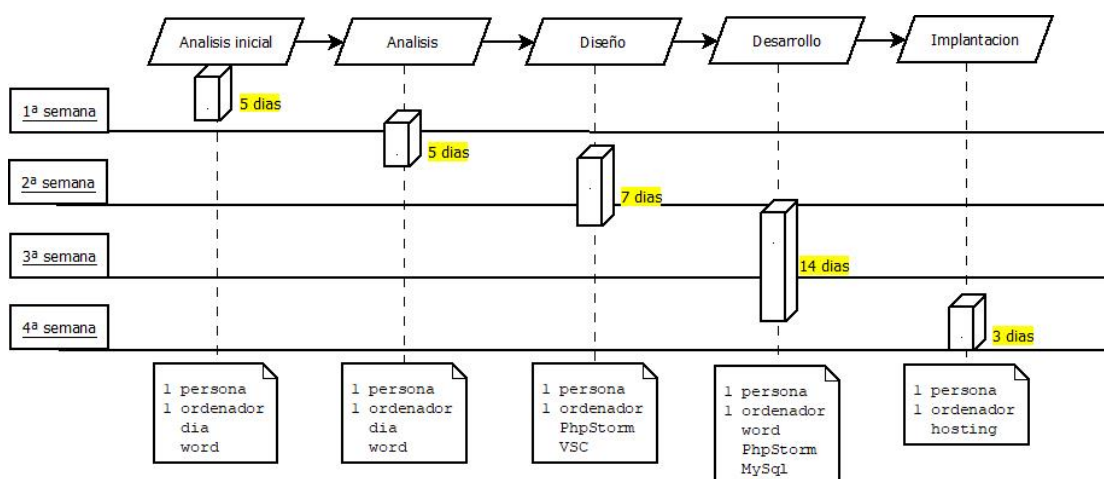 Analisis inicial
Analisis
Diseño
Desarrollo
Implantacion
1ª semana
5 dias
5 dias
2ª semana
7 dias
3ª semana
14 dias
4ª semana
3 dias
1 persona
1 ordenador
dia
word
1 persona
1 ordenador
dia
word
1 persona
1 ordenador
PhpStorm
VSC
1 persona
1 ordenador
word
PhpStorm
MySql
1 persona
1 ordenador
hosting